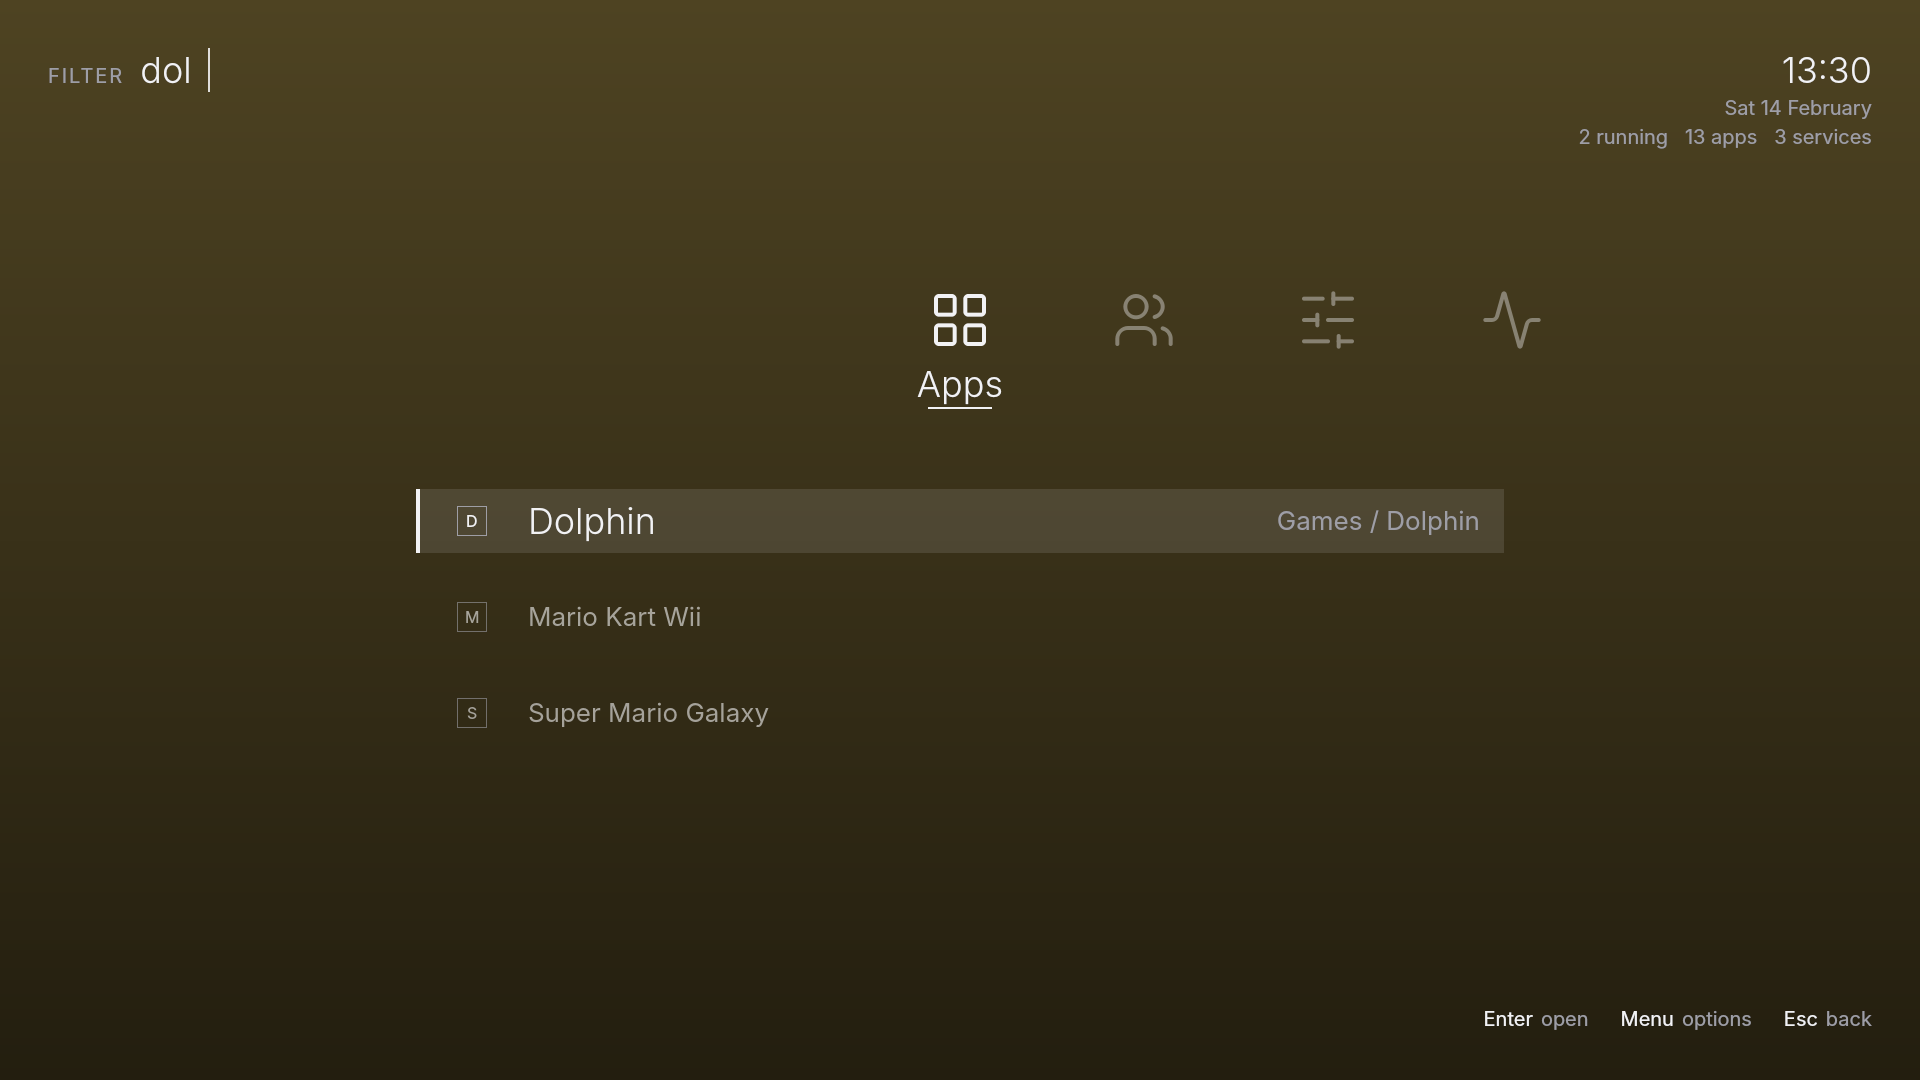 FILTER dol
13:30
Sat 14 February
2 running 13 apps 3 services
Apps
D Dolphin Games / Dolphin
M Mario Kart Wii
S Super Mario Galaxy
Enter open Menu options Esc back